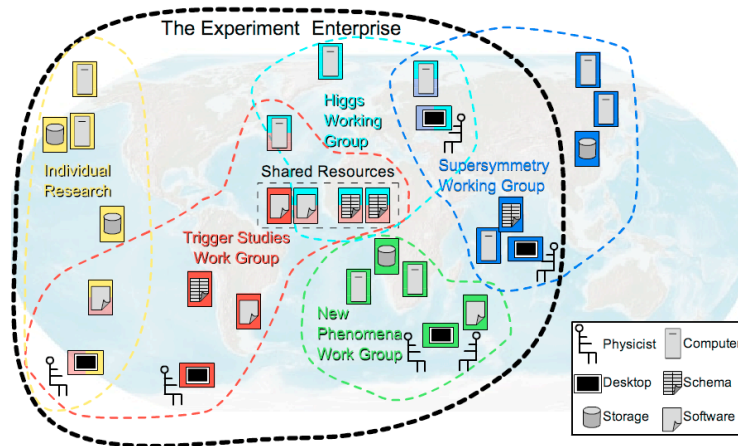 The Experiment Enterprise
Higgs
Working
Group
Individual
Research
Shared Resources
Supersymmetry
Working Group
Trigger Studies
Work Group
New
Phenomena
Work Group
Physicist
Computer
Desktop
Schema
Storage
Software